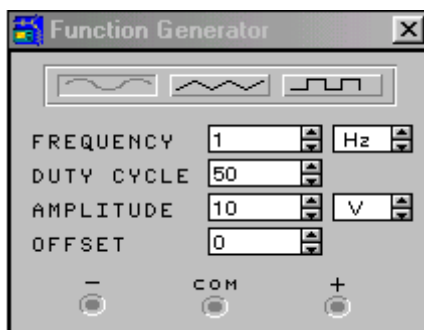 Function Generator
FREQUENCY 1 Hz
DUTY CYCLE 50
AMPLITUDE 10 V
OFFSET 0
− COM +